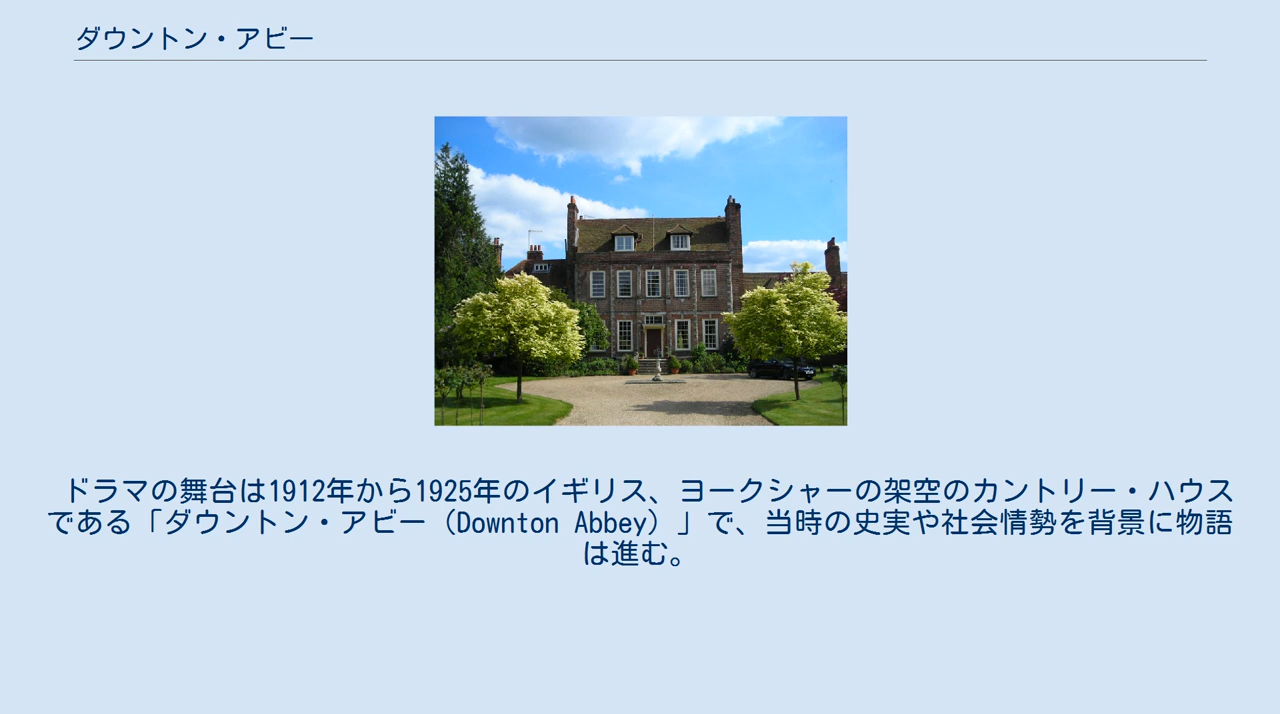 ダウントン・アビー
ドラマの舞台は1912年から1925年のイギリス、ヨークシャーの架空のカントリー・ハウス
である「ダウントン・アビー（Downton Abbey）」で、当時の史実や社会情勢を背景に物語
は進む。